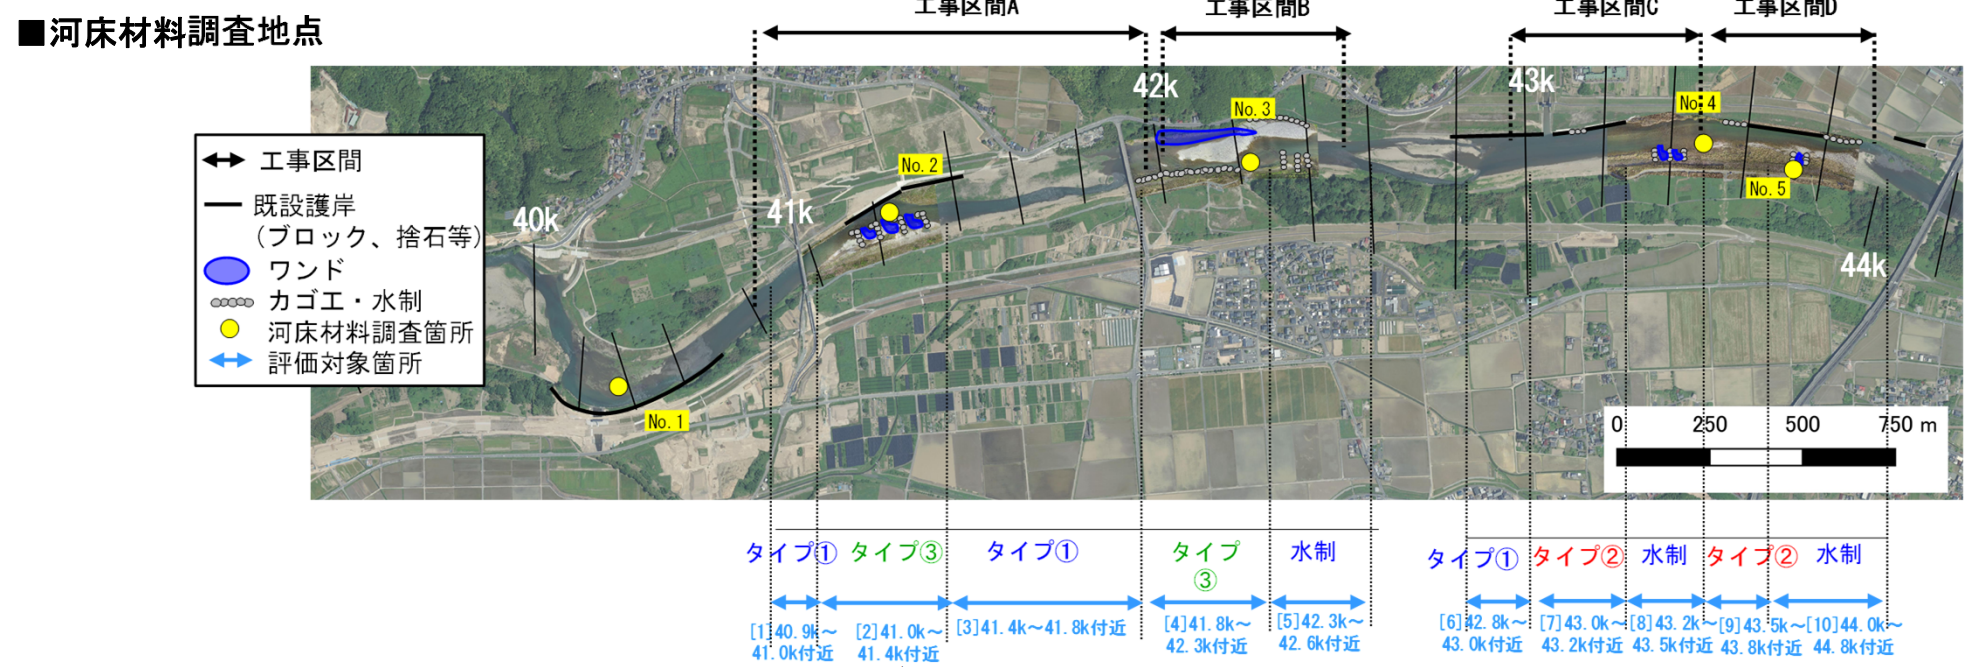 ■河床材料調査地点
工事区間A
工事区間B
工事区間C
工事区間D
工事区間
既設護岸
（ブロック、捨石等）
ワンド
カゴ工・水制
河床材料調査箇所
評価対象箇所
40k
41k
42k
43k
44k
No. 1
No. 2
No. 3
No. 4
No. 5
0 250 500 750 m
タイプ①
タイプ③
タイプ①
タイプ
③
水制
タイプ①
タイプ②
水制
タイプ②
水制
[1]40.9k～
41.0k付近
[2]41.0k～
41.4k付近
[3]41.4k～41.8k付近
[4]41.8k～
42.3k付近
[5]42.3k～
42.6k付近
[6]42.8k～
43.0k付近
[7]43.0k～
43.2k付近
[8]43.2k～
43.5k付近
[9]43.5k～
43.8k付近
[10]44.0k～
44.8k付近